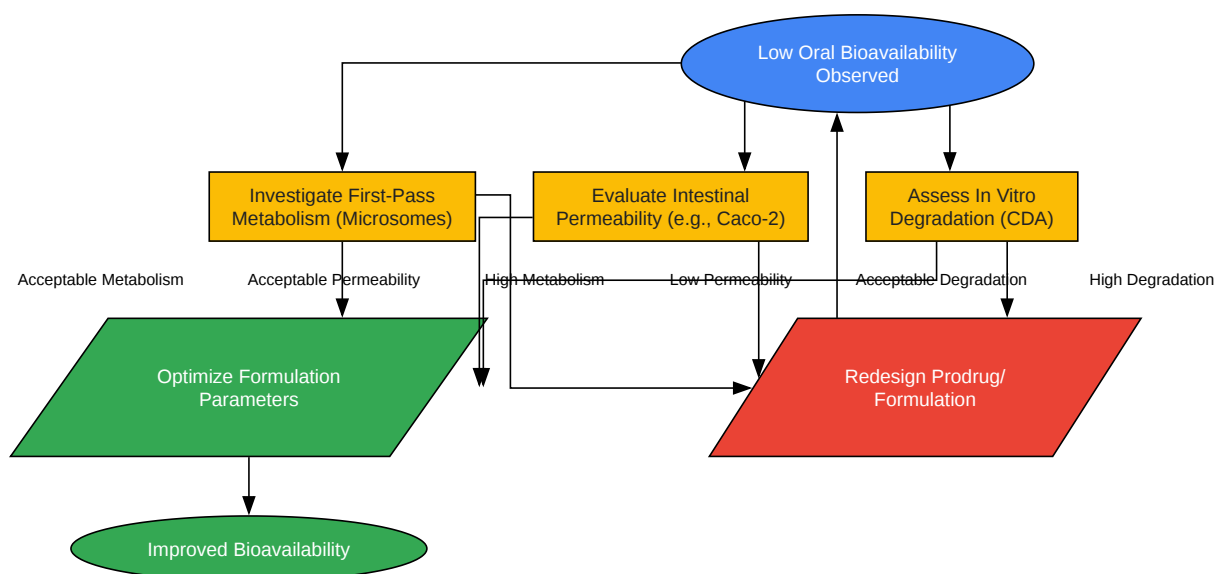 Low Oral Bioavailability
Observed
Investigate First-Pass
Metabolism (Microsomes)
Evaluate Intestinal
Permeability (e.g., Caco-2)
Assess In Vitro
Degradation (CDA)
Acceptable Metabolism
Acceptable Permeability
High Metabolism
Low Permeability
Acceptable Degradation
High Degradation
Optimize Formulation
Parameters
Redesign Prodrug/
Formulation
Improved Bioavailability